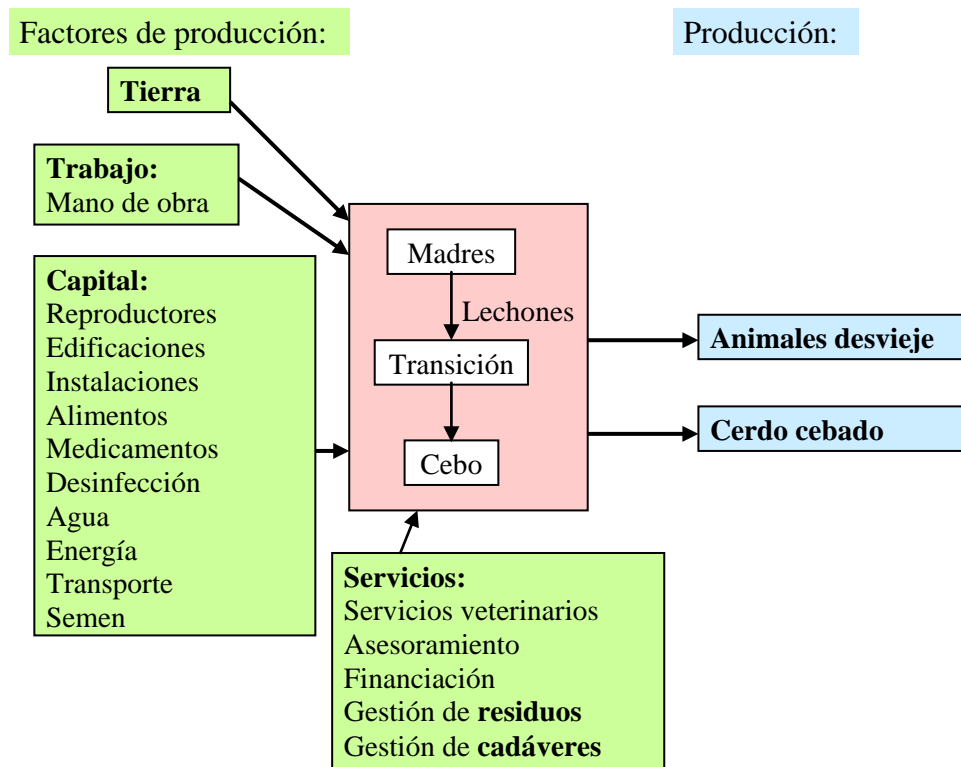 Factores de producción:
Producción:
Tierra
Trabajo:
Mano de obra
Capital:
Reproductores
Edificaciones
Instalaciones
Alimentos
Medicamentos
Desinfección
Agua
Energía
Transporte
Semen
Madres
Lechones
Transición
Cebo
Servicios:
Servicios veterinarios
Asesoramiento
Financiación
Gestión de residuos
Gestión de cadáveres
Animales desvieje
Cerdo cebado